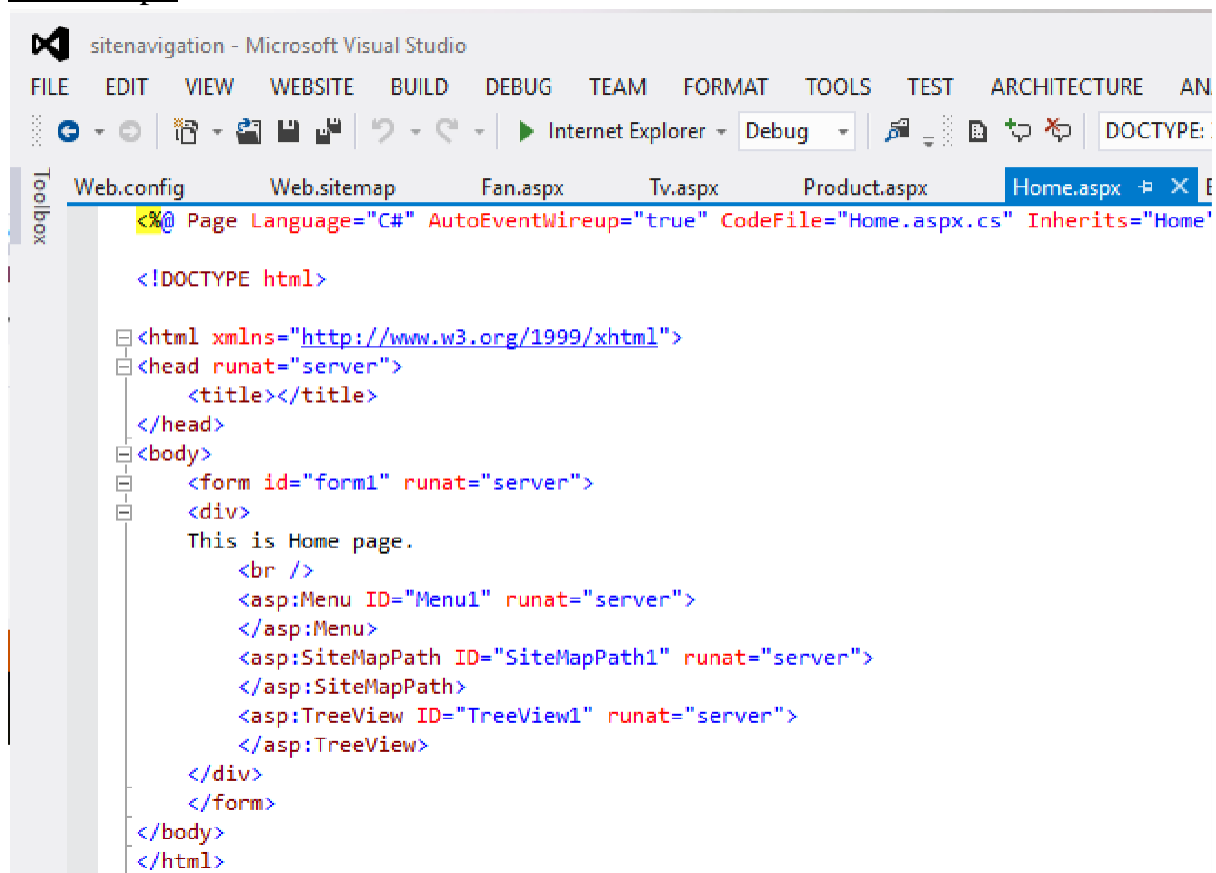 sitenavigation - Microsoft Visual Studio
FILE EDIT VIEW WEBSITE BUILD DEBUG TEAM FORMAT TOOLS TEST ARCHITECTURE AN
Internet Explorer Debug DOCTYPE:
Toolbox
Web.config Web.sitemap Fan.aspx Tv.aspx Product.aspx Home.aspx
<%@ Page Language="C#" AutoEventWireup="true" CodeFile="Home.aspx.cs" Inherits="Home"
<!DOCTYPE html>
<html xmlns="http://www.w3.org/1999/xhtml">
<head runat="server">
<title></title>
</head>
<body>
<form id="form1" runat="server">
<div>
This is Home page.
<br />
<asp:Menu ID="Menu1" runat="server">
</asp:Menu>
<asp:SiteMapPath ID="SiteMapPath1" runat="server">
</asp:SiteMapPath>
<asp:TreeView ID="TreeView1" runat="server">
</asp:TreeView>
</div>
</form>
</body>
</html>